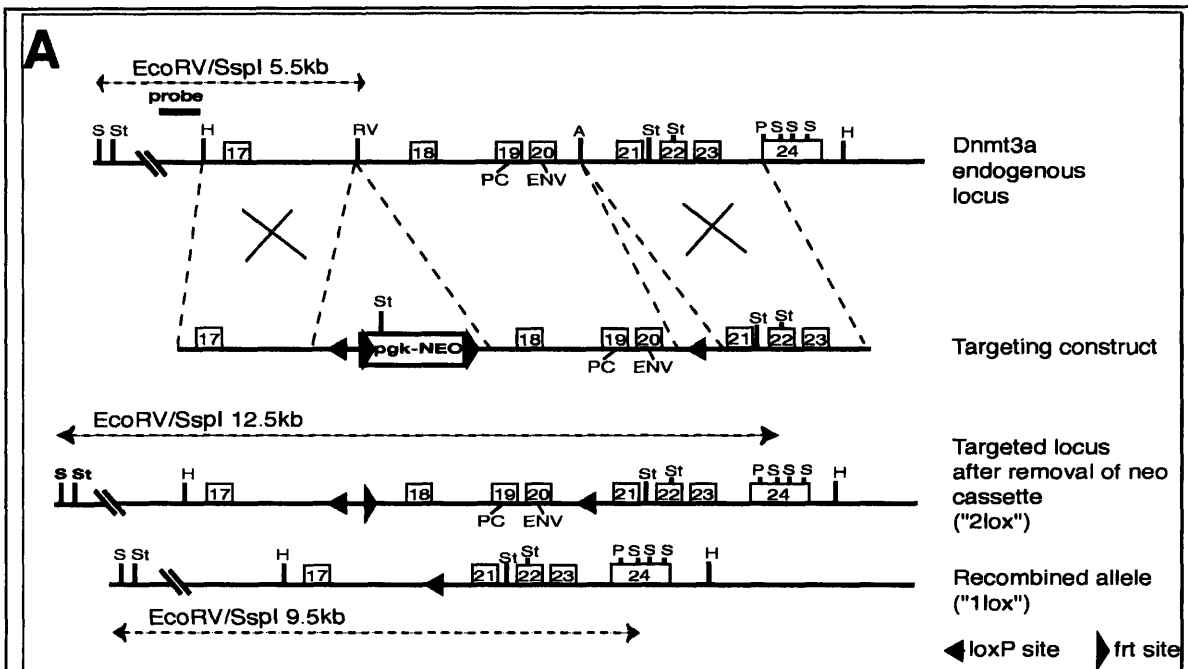 A
EcoRV/SspI 5.5kb
probe
S St H 17 RV 18 19 20 A 21 St St 22 23 P S S S 24 H
PC ENV
Dnmt3a
endogenous
locus
17 St pgk-NEO 18 19 20 21 St St 22 23
PC ENV
Targeting construct
EcoRV/SspI 12.5kb
S St H 17 18 19 20 21 St St 22 23 P S S S 24 H
PC ENV
Targeted locus
after removal of neo
cassette
("2lox")
S St H 17 21 St St 22 23 P S S S 24 H
Recombined allele
("1lox")
EcoRV/SspI 9.5kb
loxP site frt site